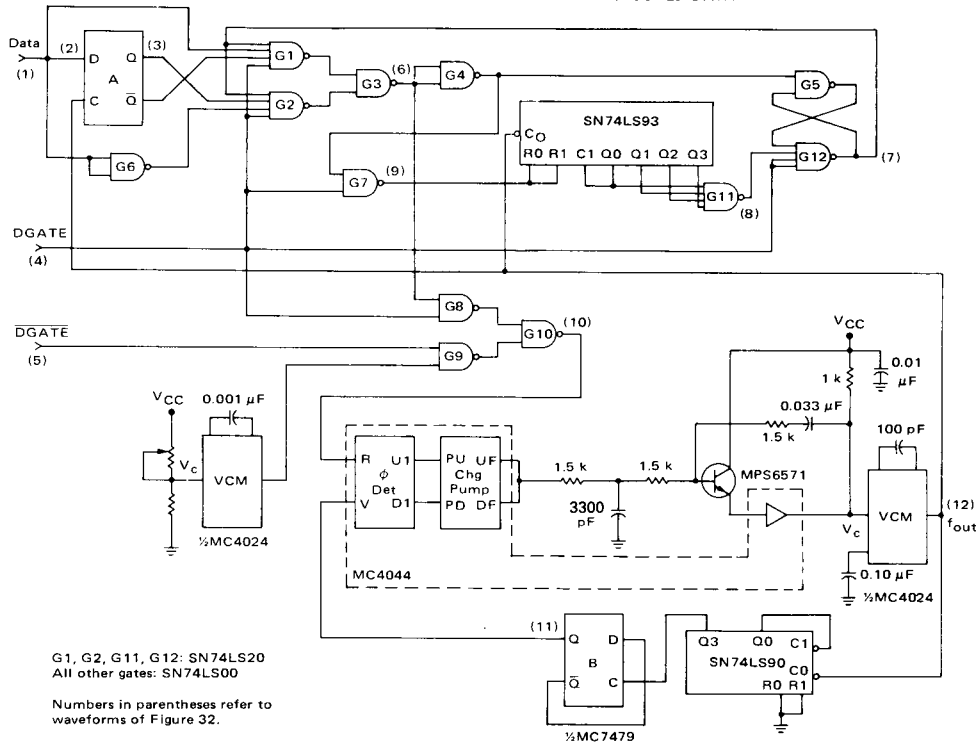 Data
(1)
(2)
(3)
D Q
A
C Q̅
G1
G2
G3
(6)
G4
G5
G6
G7
(9)
SN74LS93
C0
R0 R1 C1 Q0 Q1 Q2 Q3
G11
(8)
G12
(7)
DGATE
(4)
D̅G̅A̅T̅E̅
(5)
G8
G9
G10
(10)
VCC
0.001 µF
Vc
VCM
½MC4024
R U1
ϕ
Det
V D1
PU UF
Chg
Pump
PD DF
MC4044
1.5 k
3300
pF
1.5 k
MPS6571
VCC
0.01
µF
1 k
0.033 µF
1.5 k
100 pF
Vc
VCM
(12)
fout
0.10 µF
½MC4024
(11)
Q D
B
Q̅ C
½MC7479
Q3 Q0 C1
SN74LS90
C0
R0 R1
G1, G2, G11, G12: SN74LS20
All other gates: SN74LS00
Numbers in parentheses refer to
waveforms of Figure 32.